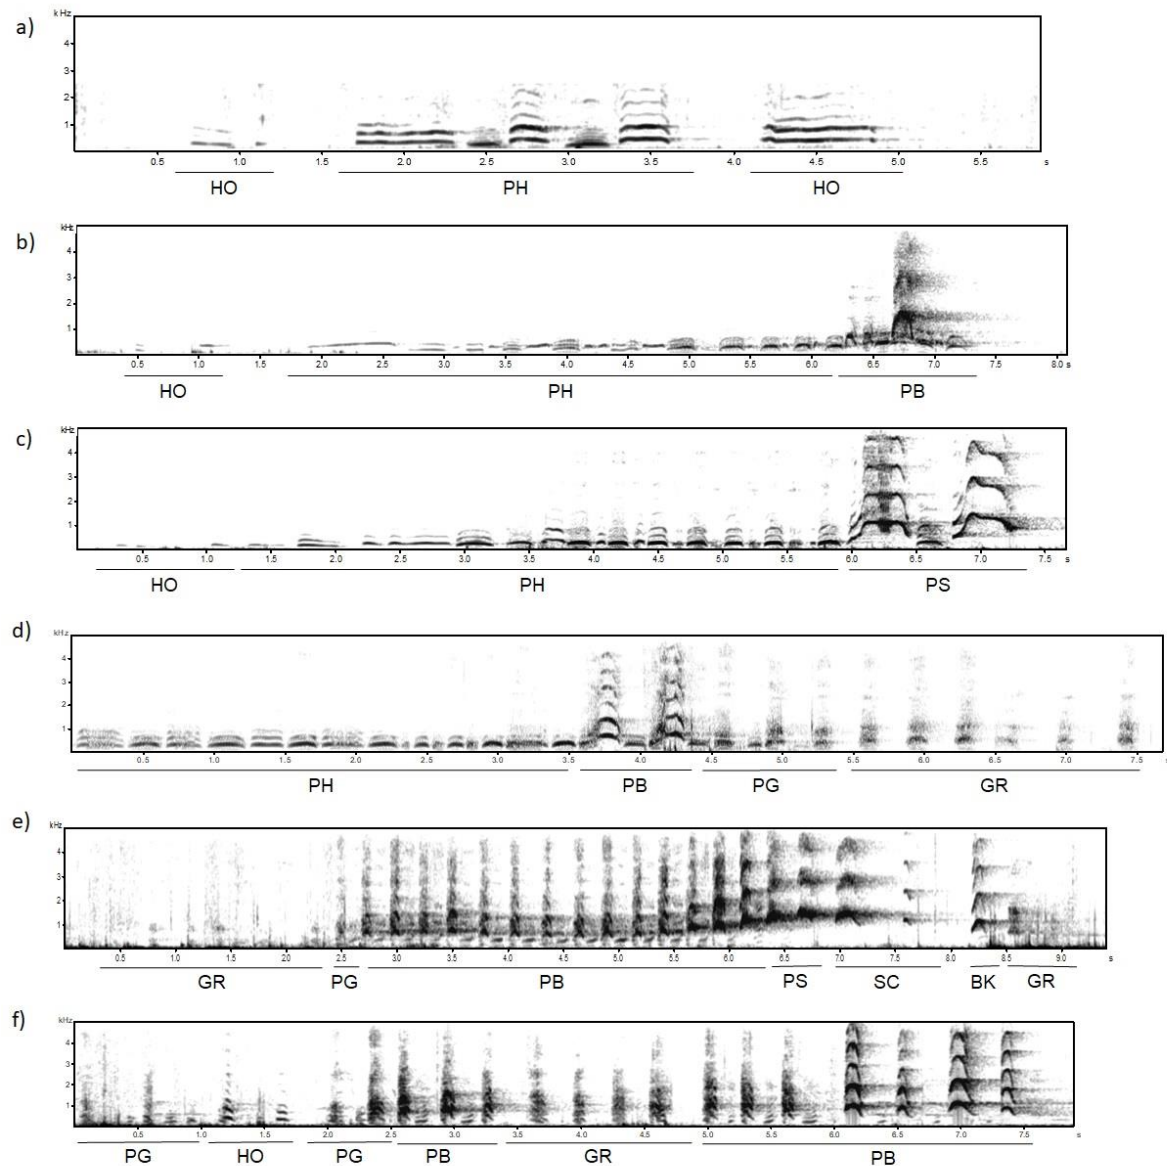 a)
kHz
4
3
2
1
0.5 1.0 1.5 2.0 2.5 3.0 3.5 4.0 4.5 5.0 5.5 s
HO PH HO
b)
kHz
4
3
2
1
0.5 1.0 1.5 2.0 2.5 3.0 3.5 4.0 4.5 5.0 5.5 6.0 6.5 7.0 7.5 8.0 s
HO PH PB
c)
kHz
4
3
2
1
0.5 1.0 1.5 2.0 2.5 3.0 3.5 4.0 4.5 5.0 5.5 6.0 6.5 7.0 7.5 s
HO PH PS
d)
kHz
4
3
2
1
0.5 1.0 1.5 2.0 2.5 3.0 3.5 4.0 4.5 5.0 5.5 6.0 6.5 7.0 7.5 s
PH PB PG GR
e)
kHz
4
3
2
1
0.5 1.0 1.5 2.0 2.5 3.0 3.5 4.0 4.5 5.0 5.5 6.0 6.5 7.0 7.5 8.0 8.5 9.0 s
GR PG PB PS SC BK GR
f)
kHz
4
3
2
1
0.5 1.0 1.5 2.0 2.5 3.0 3.5 4.0 4.5 5.0 5.5 6.0 6.5 7.0 7.5 s
PG HO PG PB GR PB